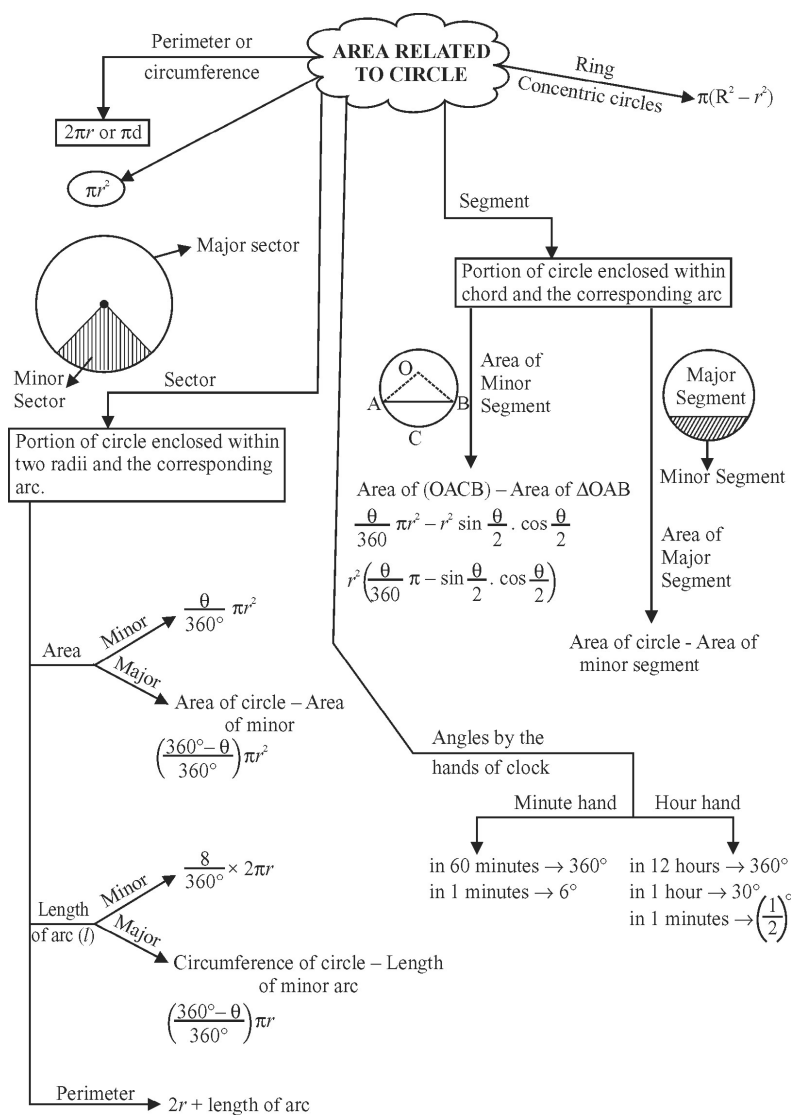 AREA RELATED
TO CIRCLE
Perimeter or
circumference
2πr or πd
πr²
Ring
Concentric circles
π(R² – r²)
Segment
Portion of circle enclosed within
chord and the corresponding arc
Major sector
Minor
Sector
Sector
Portion of circle enclosed within
two radii and the corresponding
arc.
O
A
B
C
Area of
Minor
Segment
Major
Segment
Minor Segment
Area of (OACB) – Area of ΔOAB
θ/360 πr² – r² sin θ/2 . cos θ/2
r²(θ/360 π – sin θ/2 . cos θ/2)
Area of
Major
Segment
Area of circle - Area of
minor segment
Area
Minor
θ/360° πr²
Major
Area of circle – Area
of minor
((360° – θ)/360°)πr²
Angles by the
hands of clock
Minute hand
Hour hand
in 60 minutes → 360°
in 1 minutes → 6°
in 12 hours → 360°
in 1 hour → 30°
in 1 minutes → (1/2)°
Length
of arc (l)
Minor
8/360° × 2πr
Major
Circumference of circle – Length
of minor arc
((360° – θ)/360°)πr
Perimeter
2r + length of arc